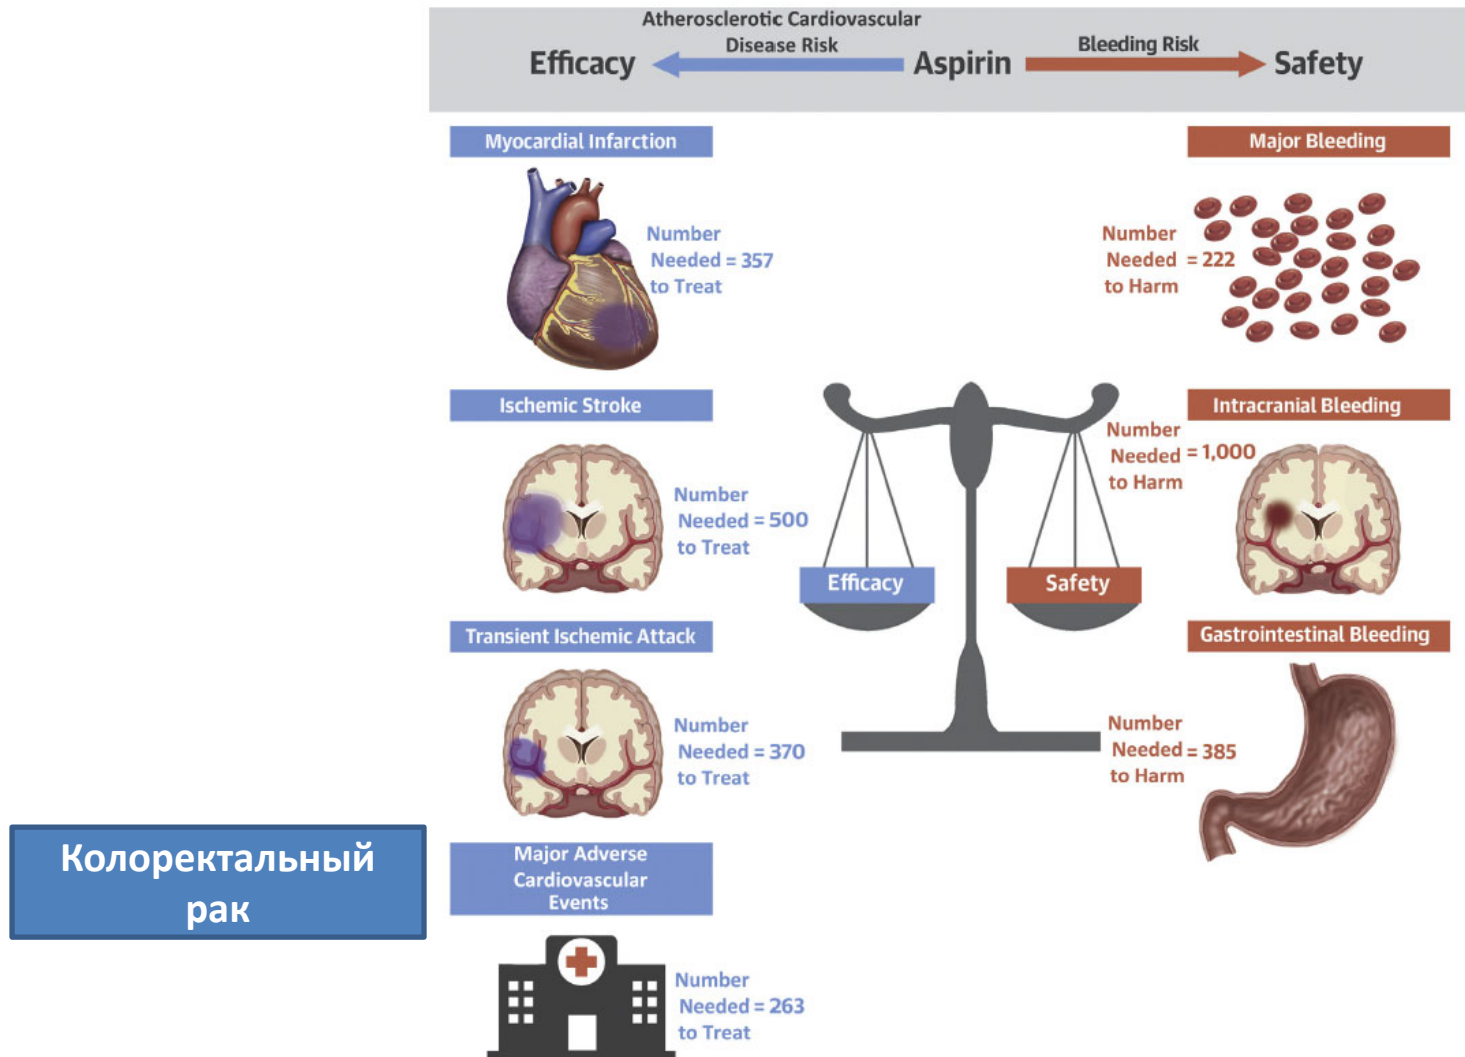 Atherosclerotic Cardiovascular
Disease Risk
Bleeding Risk
Efficacy
Aspirin
Safety
Myocardial Infarction
Number
Needed = 357
to Treat
Major Bleeding
Number
Needed = 222
to Harm
Ischemic Stroke
Number
Needed = 500
to Treat
Intracranial Bleeding
Number
Needed = 1,000
to Harm
Efficacy
Safety
Transient Ischemic Attack
Number
Needed = 370
to Treat
Gastrointestinal Bleeding
Number
Needed = 385
to Harm
Колоректальный
рак
Major Adverse
Cardiovascular
Events
Number
Needed = 263
to Treat